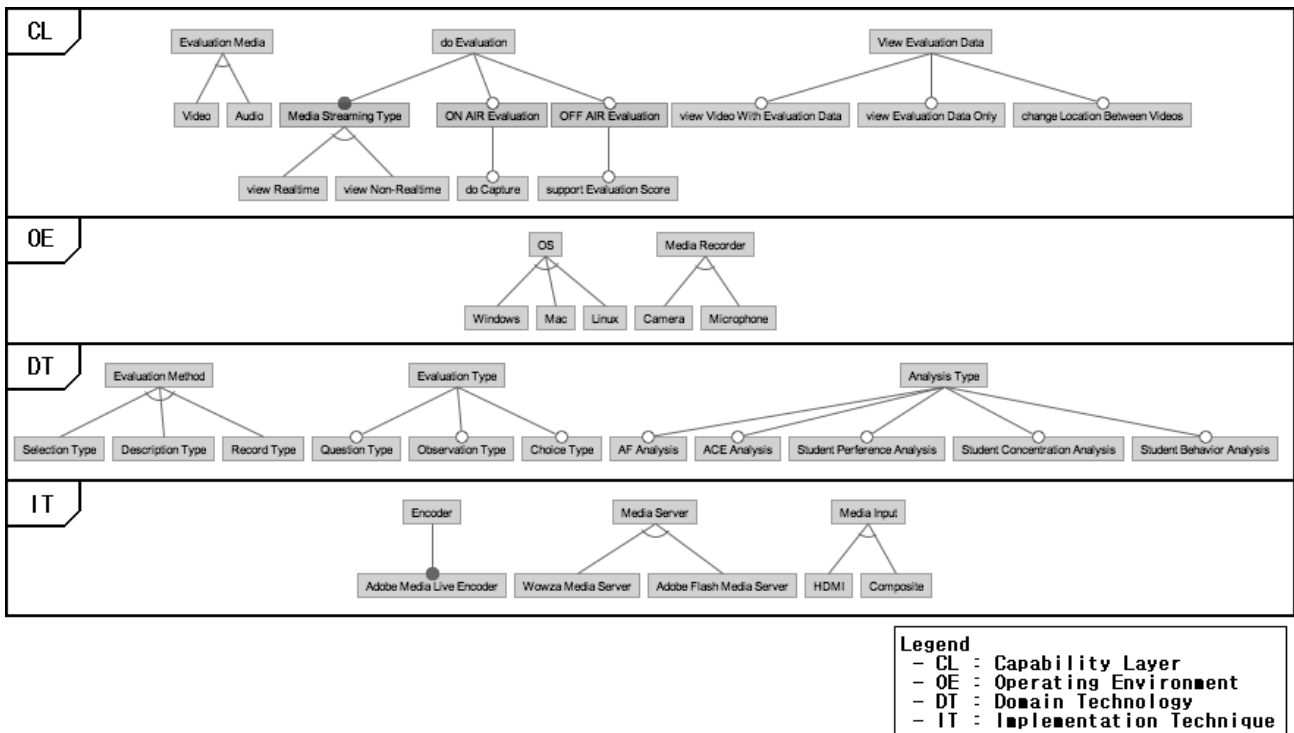 CL
Evaluation Media do Evaluation View Evaluation Data
Video Audio Media Streaming Type ON AIR Evaluation OFF AIR Evaluation view Video With Evaluation Data view Evaluation Data Only change Location Between Videos
view Realtime view Non-Realtime do Capture support Evaluation Score
OE
OS Media Recorder
Windows Mac Linux Camera Microphone
DT
Evaluation Method Evaluation Type Analysis Type
Selection Type Description Type Record Type Question Type Observation Type Choice Type AF Analysis ACE Analysis Student Perference Analysis Student Concentration Analysis Student Behavior Analysis
IT
Encoder Media Server Media Input
Adobe Media Live Encoder Wowza Media Server Adobe Flash Media Server HDMI Composite
Legend
- CL : Capability Layer
- OE : Operating Environment
- DT : Domain Technology
- IT : Implementation Technique